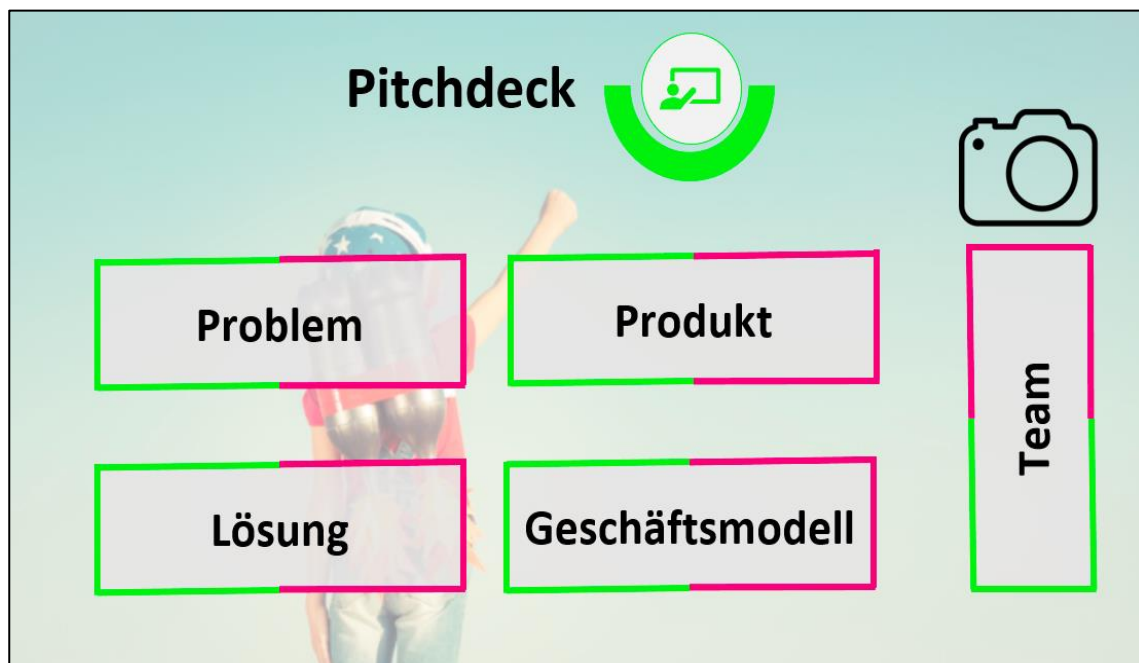 Pitchdeck
Problem
Produkt
Lösung
Geschäftsmodell
Team